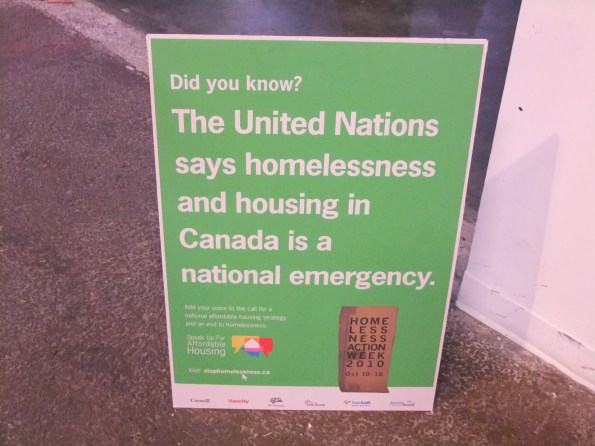 Did you know?
The United Nations
says homelessness
and housing in
Canada is a
national emergency.
Add your voice to the call for a
national affordable housing strategy
and an end to homelessness.
Speak Up For
Affordable
Housing
Visit stophomelessness.ca
HOME
LESS
NESS
ACTION
WEEK
2010
Oct 10-16
Canada
Vancity